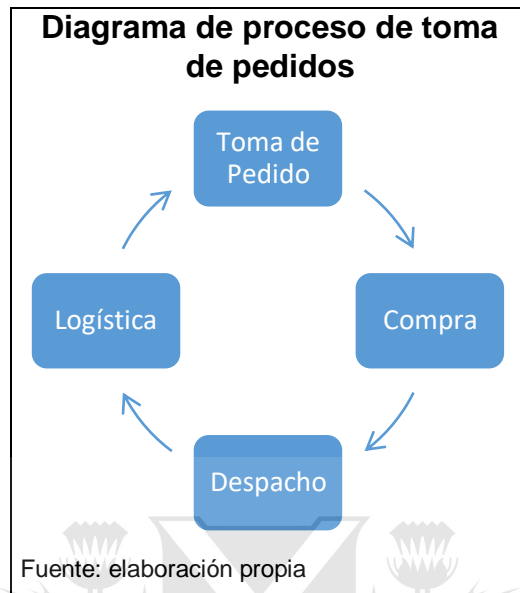 Diagrama de proceso de toma
de pedidos
Toma de
Pedido
Logística
Compra
Despacho
Fuente: elaboración propia